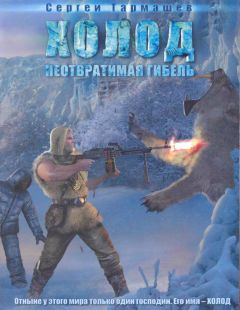 Сергей Тармашев
ХОЛОД
НЕОТВРАТИМАЯ ГИБЕЛЬ
Отныне у этого мира только один господин. Его имя – ХОЛОД